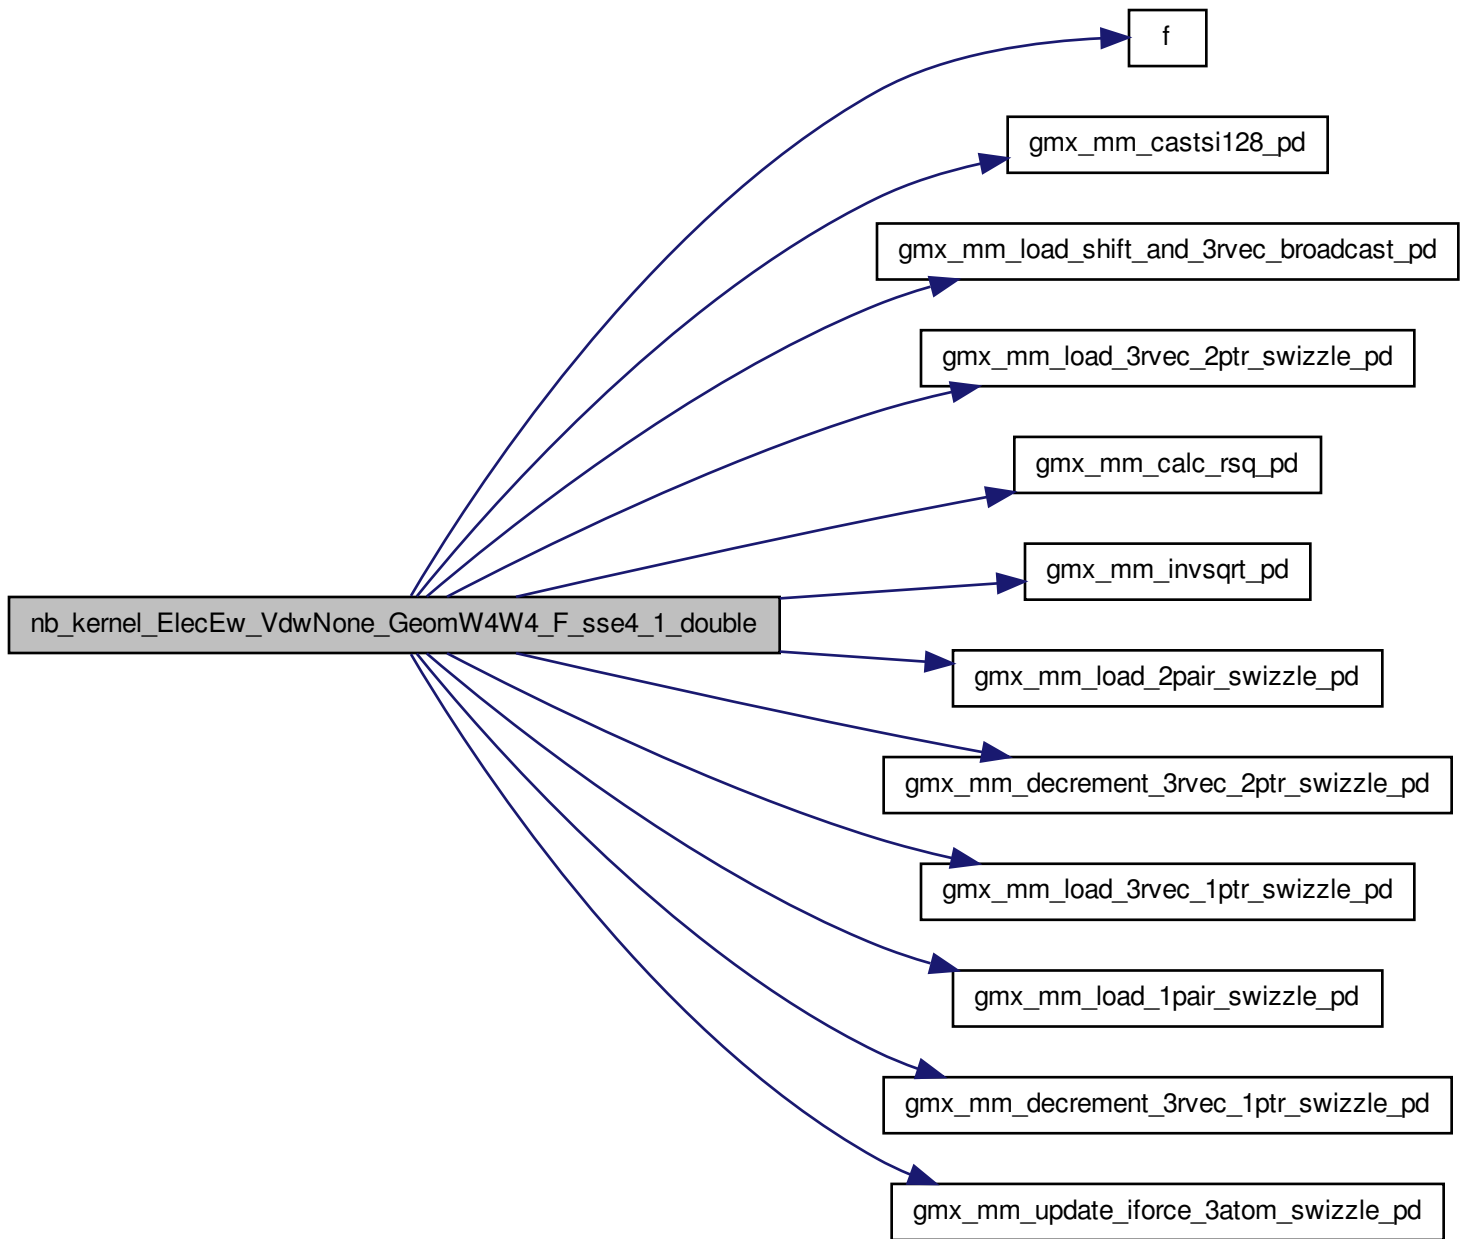 f
gmx_mm_castsi128_pd
gmx_mm_load_shift_and_3rvec_broadcast_pd
gmx_mm_load_3rvec_2ptr_swizzle_pd
gmx_mm_calc_rsq_pd
gmx_mm_invsqrt_pd
nb_kernel_ElecEw_VdwNone_GeomW4W4_F_sse4_1_double
gmx_mm_load_2pair_swizzle_pd
gmx_mm_decrement_3rvec_2ptr_swizzle_pd
gmx_mm_load_3rvec_1ptr_swizzle_pd
gmx_mm_load_1pair_swizzle_pd
gmx_mm_decrement_3rvec_1ptr_swizzle_pd
gmx_mm_update_iforce_3atom_swizzle_pd